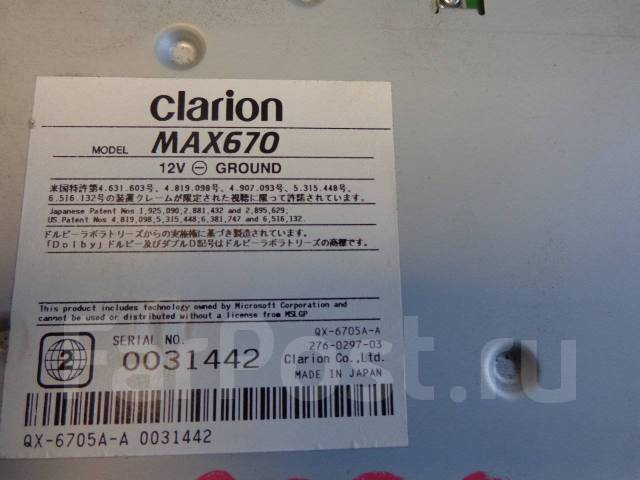 clarion
MODEL MAX670
12V ⊖ GROUND
米国特許第4.631.603号、4.819.098号、4.907.093号、5.315.448号、
6.516.132号の装置クレームが限定された視聴に限って許諾されています。
Japanese Patent Nos 1,925,090;2,881,432 and 2,895,629;
US.Patent Nos 4,819,098;5,315,448;6,381,747 and 6,516,132.
ドルビーラボラトリーズからの実施権に基づき製造されています。
「Dolby」ドルビー及びダブルD記号はドルビーラボラトリーズの商標です。
This product includes technology owned by Microsoft Corporation and
cannot be used or distributed without a license from MSLGP
QX-6705A-A
276-0297-03
2
SERIAL NO.
0031442
Clarion Co.,Ltd.
MADE IN JAPAN
QX-6705A-A 0031442
FarPost.ru